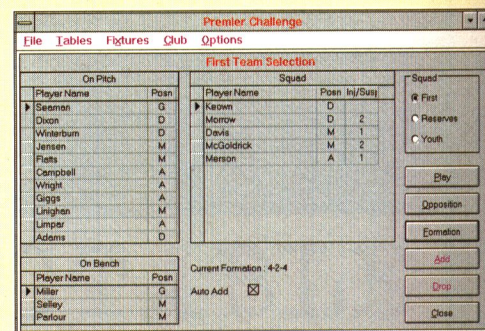 Premier Challenge
File Tables Fixtures Club Options
First Team Selection
On Pitch
Player Name Posn
Seaman G
Dixon D
Winterburn D
Jensen M
Flatts M
Campbell A
Wright A
Giggs A
Linighan M
Limpar A
Adams D
On Bench
Player Name Posn
Miller G
Selley M
Parlour M
Squad
Player Name Posn Inj/Susp
Keown D
Morrow D 2
Davis M 1
McGoldrick M 2
Merson A 1
Current Formation : 4-2-4
Auto Add
Squad
First
Reserves
Youth
Play
Opposition
Formation
Add
Drop
Close